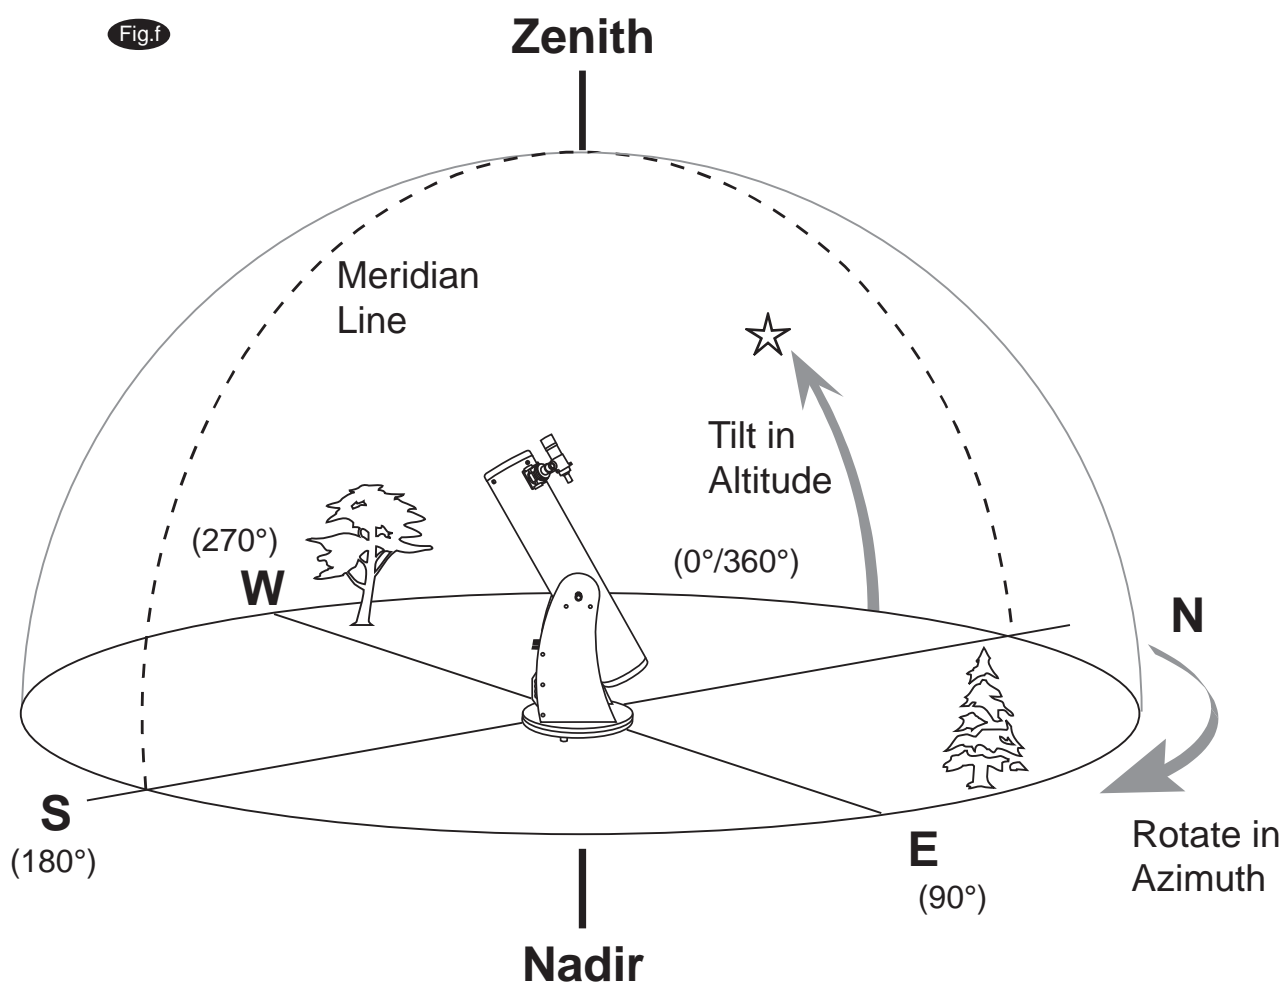 Fig.f
Zenith
Meridian
Line
Tilt in
Altitude
(270°)
W
(0°/360°)
N
S
(180°)
E
(90°)
Rotate in
Azimuth
Nadir